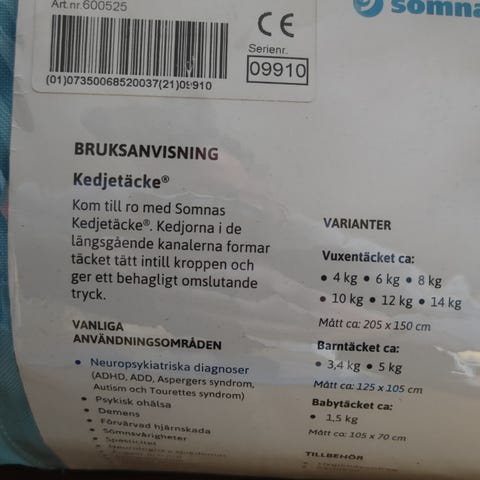 Art.nr.600525
(01)07350068520037(21)09910
Serienr.
09910
somnas
BRUKSANVISNING
Kedjetäcke®
Kom till ro med Somnas
Kedjetäcke®. Kedjorna i de
längsgående kanalerna formar
täcket tätt intill kroppen och
ger ett behagligt omslutande
tryck.
VANLIGA
ANVÄNDNINGSOMRÅDEN
• Neuropsykiatriska diagnoser
(ADHD, ADD, Aspergers syndrom,
Autism och Tourettes syndrom)
• Psykisk ohälsa
• Demens
• Förvärvad hjärnskada
• Sömnsvårigheter
• Spasticitet
VARIANTER
Vuxentäcket ca:
• 4 kg • 6 kg • 8 kg
• 10 kg • 12 kg • 14 kg
Mått ca: 205 x 150 cm
Barntäcket ca:
• 3,4 kg • 5 kg
Mått ca: 125 x 105 cm
Babytäcket ca:
• 1,5 kg
Mått ca: 105 x 70 cm
TILLBEHÖR